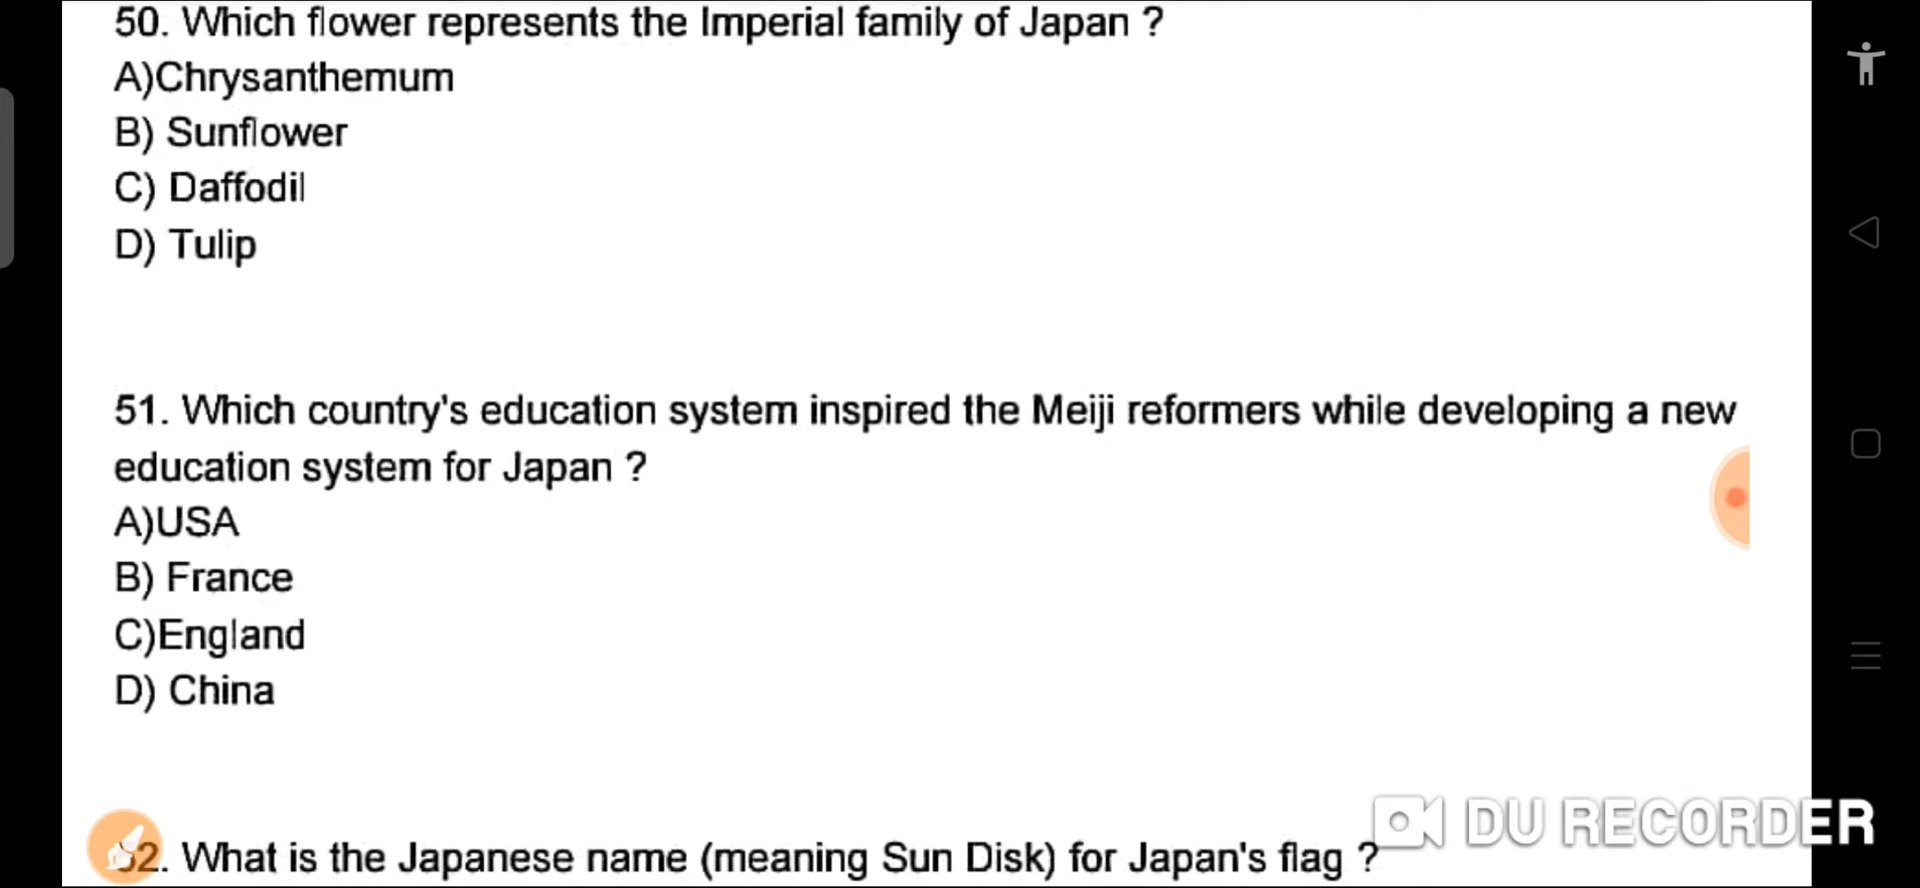 50. Which flower represents the Imperial family of Japan ?
A)Chrysanthemum
B) Sunflower
C) Daffodil
D) Tulip
51. Which country's education system inspired the Meiji reformers while developing a new
education system for Japan ?
A)USA
B) France
C)England
D) China
52. What is the Japanese name (meaning Sun Disk) for Japan's flag ?
DU RECORDER